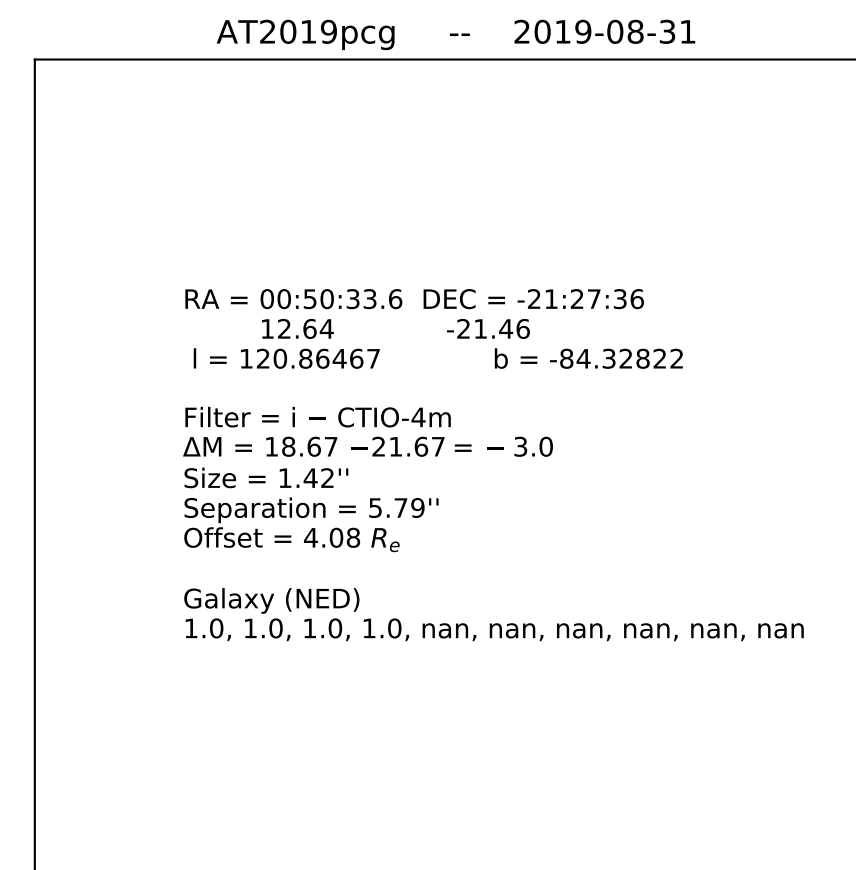 AT2019pcg -- 2019-08-31
RA = 00:50:33.6 DEC = -21:27:36
12.64 -21.46
l = 120.86467 b = -84.32822
Filter = i − CTIO-4m
ΔM = 18.67 −21.67 = − 3.0
Size = 1.42''
Separation = 5.79''
Offset = 4.08 Re
Galaxy (NED)
1.0, 1.0, 1.0, 1.0, nan, nan, nan, nan, nan, nan